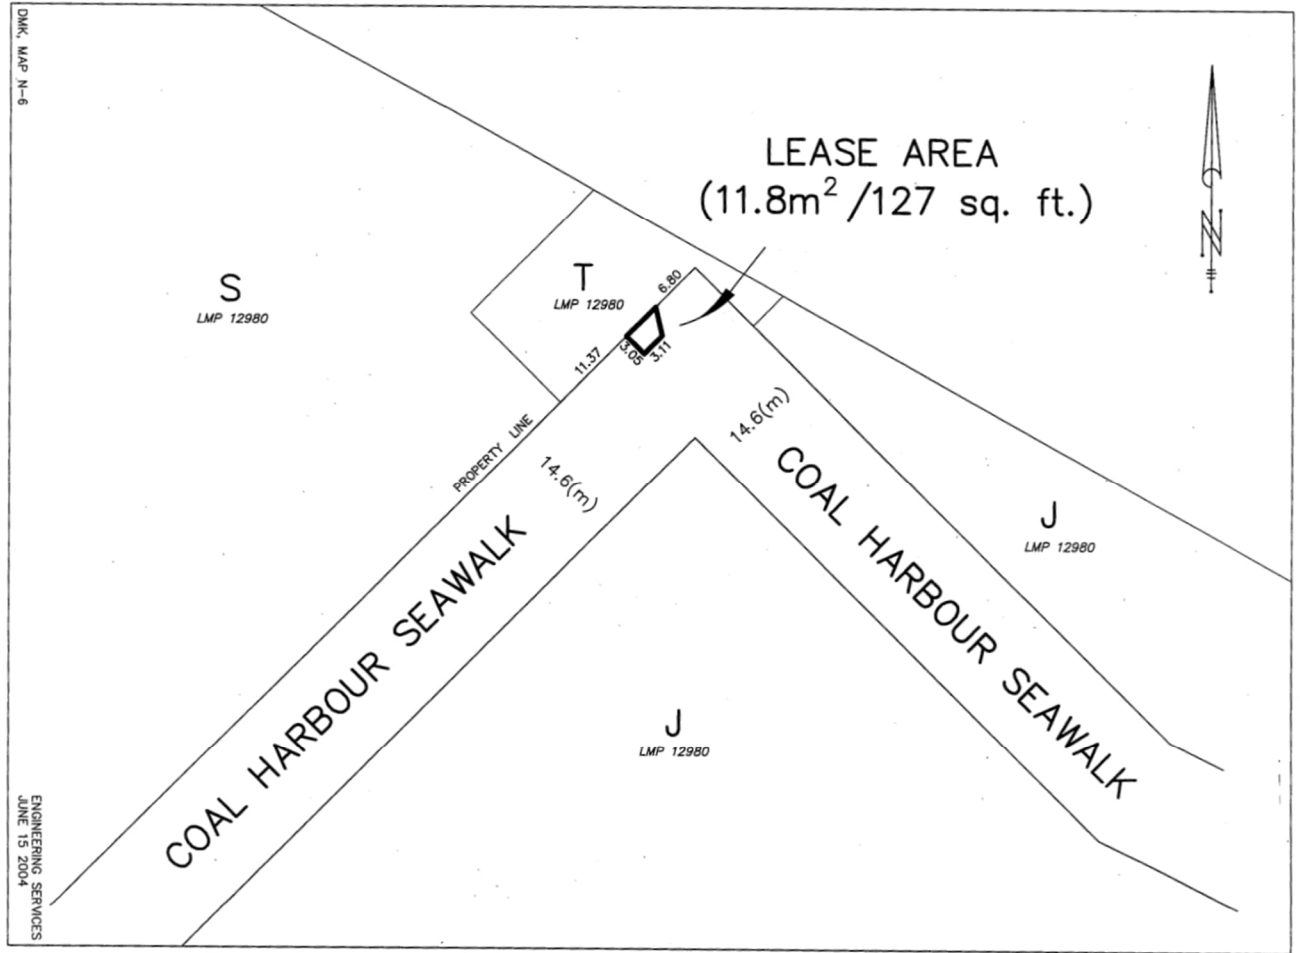 DMK, MAP N-6
LEASE AREA
(11.8m² /127 sq. ft.)
N
S
LMP 12980
T
LMP 12980
6.80
11.37
3.05
3.11
PROPERTY LINE
14.6(m)
14.6(m)
COAL HARBOUR SEAWALK
COAL HARBOUR SEAWALK
J
LMP 12980
J
LMP 12980
ENGINEERING SERVICES
JUNE 15 2004